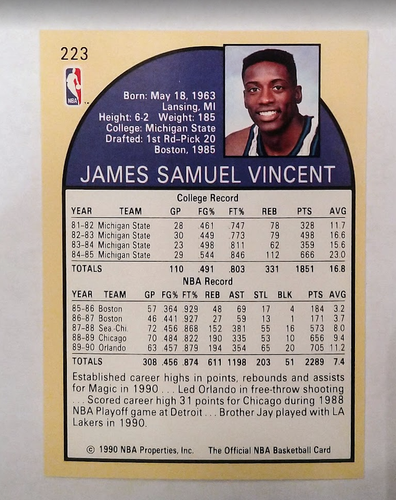 223
NBA
Born: May 18, 1963
Lansing, MI
Height: 6-2 Weight: 185
College: Michigan State
Drafted: 1st Rd-Pick 20
Boston, 1985
JAMES SAMUEL VINCENT
College Record
YEAR TEAM GP FG% FT% REB PTS AVG
81-82 Michigan State 28 .461 .747 78 328 11.7
82-83 Michigan State 30 .449 .773 79 498 16.6
83-84 Michigan State 23 .498 .811 62 359 15.6
84-85 Michigan State 29 .544 .846 112 666 23.0
TOTALS 110 .491 .803 331 1851 16.8
NBA Record
YEAR TEAM GP FG% FT% REB AST STL BLK PTS AVG
85-86 Boston 57 .364 .929 48 69 17 4 184 3.2
86-87 Boston 46 .441 .927 27 59 13 1 171 3.7
87-88 Sea.-Chi. 72 .456 .868 152 381 55 16 573 8.0
88-89 Chicago 70 .484 .822 190 335 53 10 656 9.4
89-90 Orlando 63 .457 .879 194 354 65 20 705 11.2
TOTALS 308 .456 .874 611 1198 203 51 2289 7.4
Established career highs in points, rebounds and assists
for Magic in 1990 . . . Led Orlando in free-throw shooting
. . . Scored career high 31 points for Chicago during 1988
NBA Playoff game at Detroit . . . Brother Jay played with LA
Lakers in 1990.
© 1990 NBA Properties, Inc. The Official NBA Basketball Card